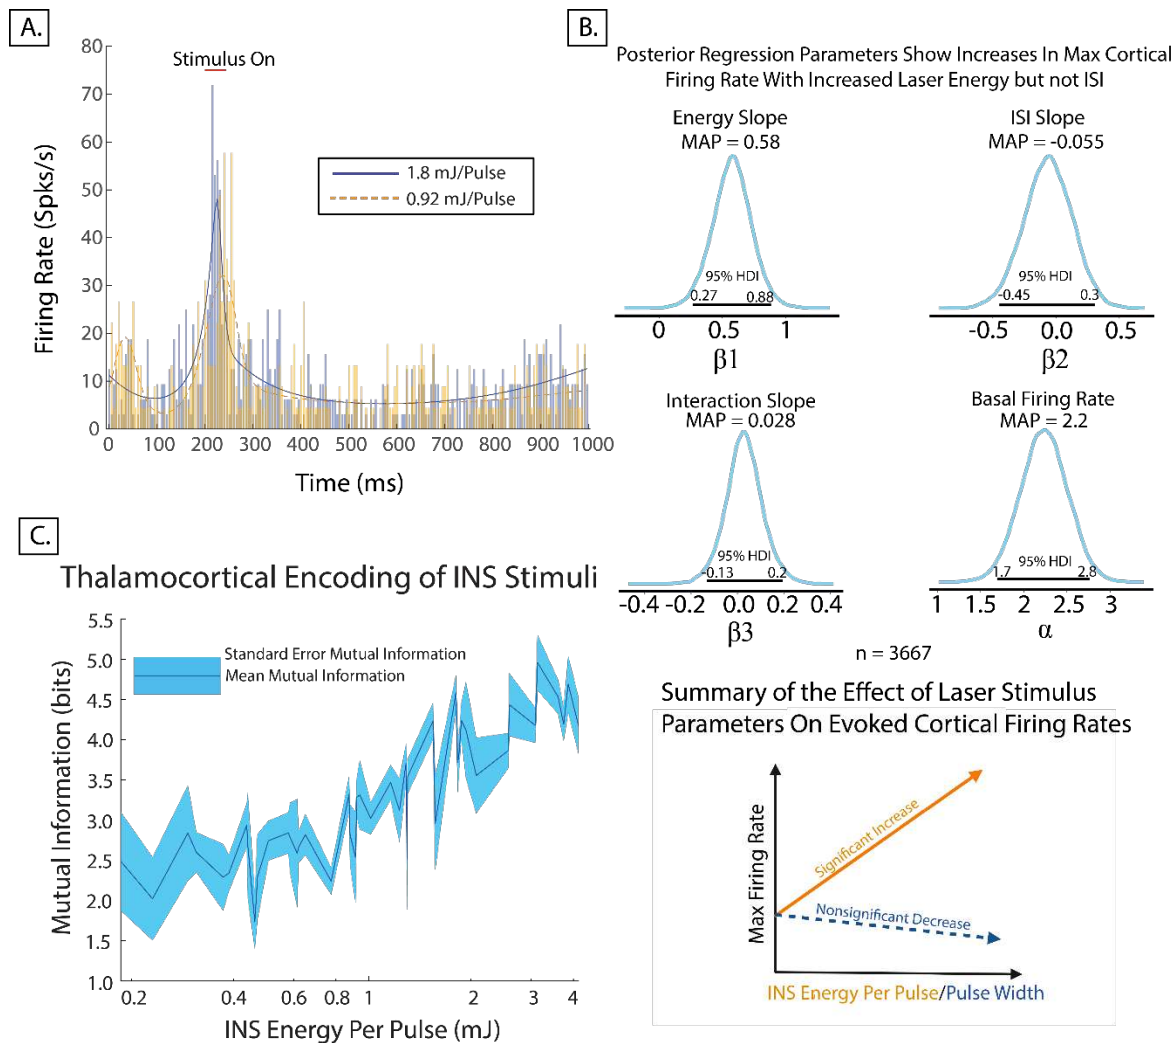 A.
80
70
60
50
40
30
20
10
0
Firing Rate (Spks/s)
Stimulus On
1.8 mJ/Pulse
0.92 mJ/Pulse
0 100 200 300 400 500 600 700 800 900 1000
Time (ms)
B.
Posterior Regression Parameters Show Increases In Max Cortical
Firing Rate With Increased Laser Energy but not ISI
Energy Slope
MAP = 0.58
95% HDI
0.27 0.88
0 0.5 1
β1
ISI Slope
MAP = -0.055
95% HDI
-0.45 0.3
-0.5 0.0 0.5
β2
Interaction Slope
MAP = 0.028
95% HDI
-0.13 0.2
-0.4 -0.2 0.0 0.2 0.4
β3
Basal Firing Rate
MAP = 2.2
95% HDI
1.7 2.8
1 1.5 2 2.5 3
α
n = 3667
Summary of the Effect of Laser Stimulus
Parameters On Evoked Cortical Firing Rates
Max Firing Rate
Significant Increase
Nonsignificant Decrease
INS Energy Per Pulse/Pulse Width
C.
Thalamocortical Encoding of INS Stimuli
5.5
5.0
4.5
4.0
3.5
3.0
2.5
2.0
1.5
1.0
Mutual Information (bits)
Standard Error Mutual Information
Mean Mutual Information
0.2 0.4 0.6 0.8 1 2 3 4
INS Energy Per Pulse (mJ)